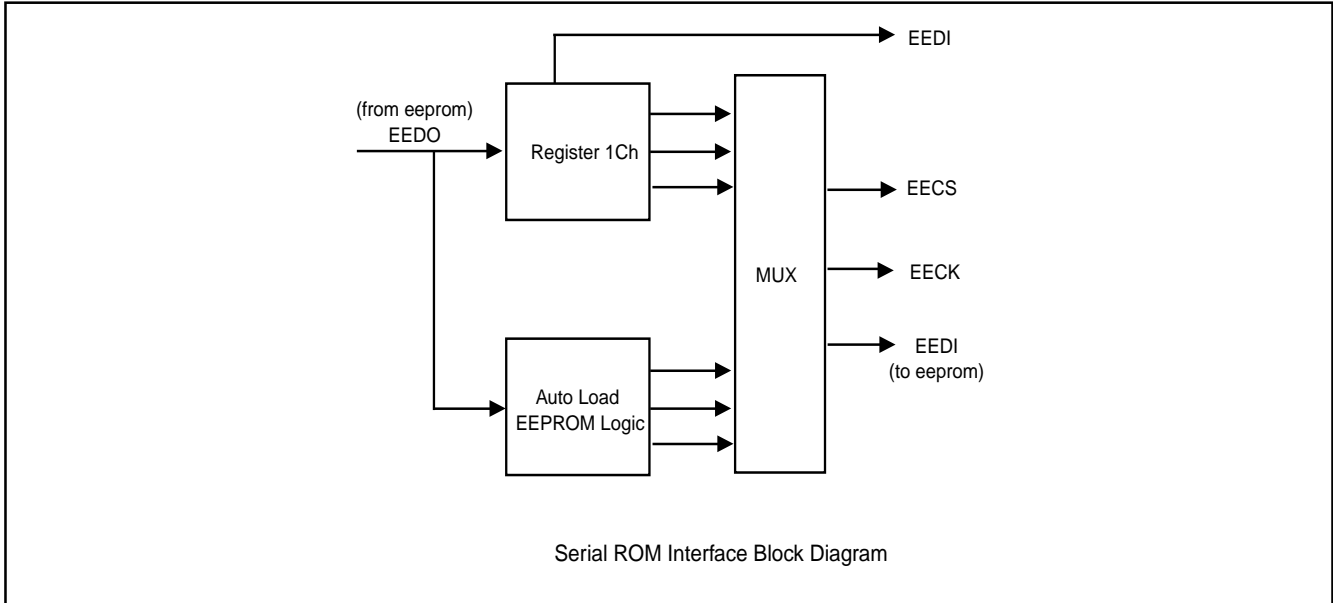 EEDI
(from eeprom)
EEDO
Register 1Ch
EECS
MUX
EECK
EEDI
(to eeprom)
Auto Load
EEPROM Logic
Serial ROM Interface Block Diagram